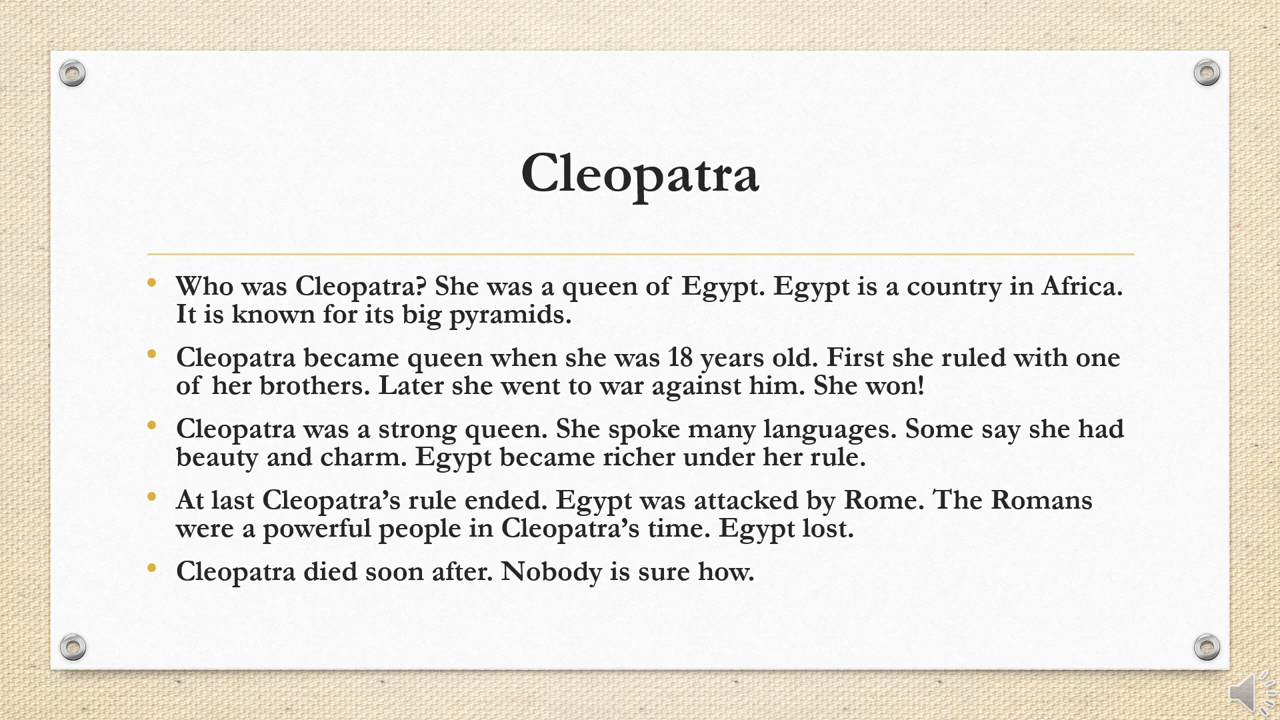 Cleopatra
• Who was Cleopatra? She was a queen of Egypt. Egypt is a country in Africa.
It is known for its big pyramids.
• Cleopatra became queen when she was 18 years old. First she ruled with one
of her brothers. Later she went to war against him. She won!
• Cleopatra was a strong queen. She spoke many languages. Some say she had
beauty and charm. Egypt became richer under her rule.
• At last Cleopatra’s rule ended. Egypt was attacked by Rome. The Romans
were a powerful people in Cleopatra’s time. Egypt lost.
• Cleopatra died soon after. Nobody is sure how.